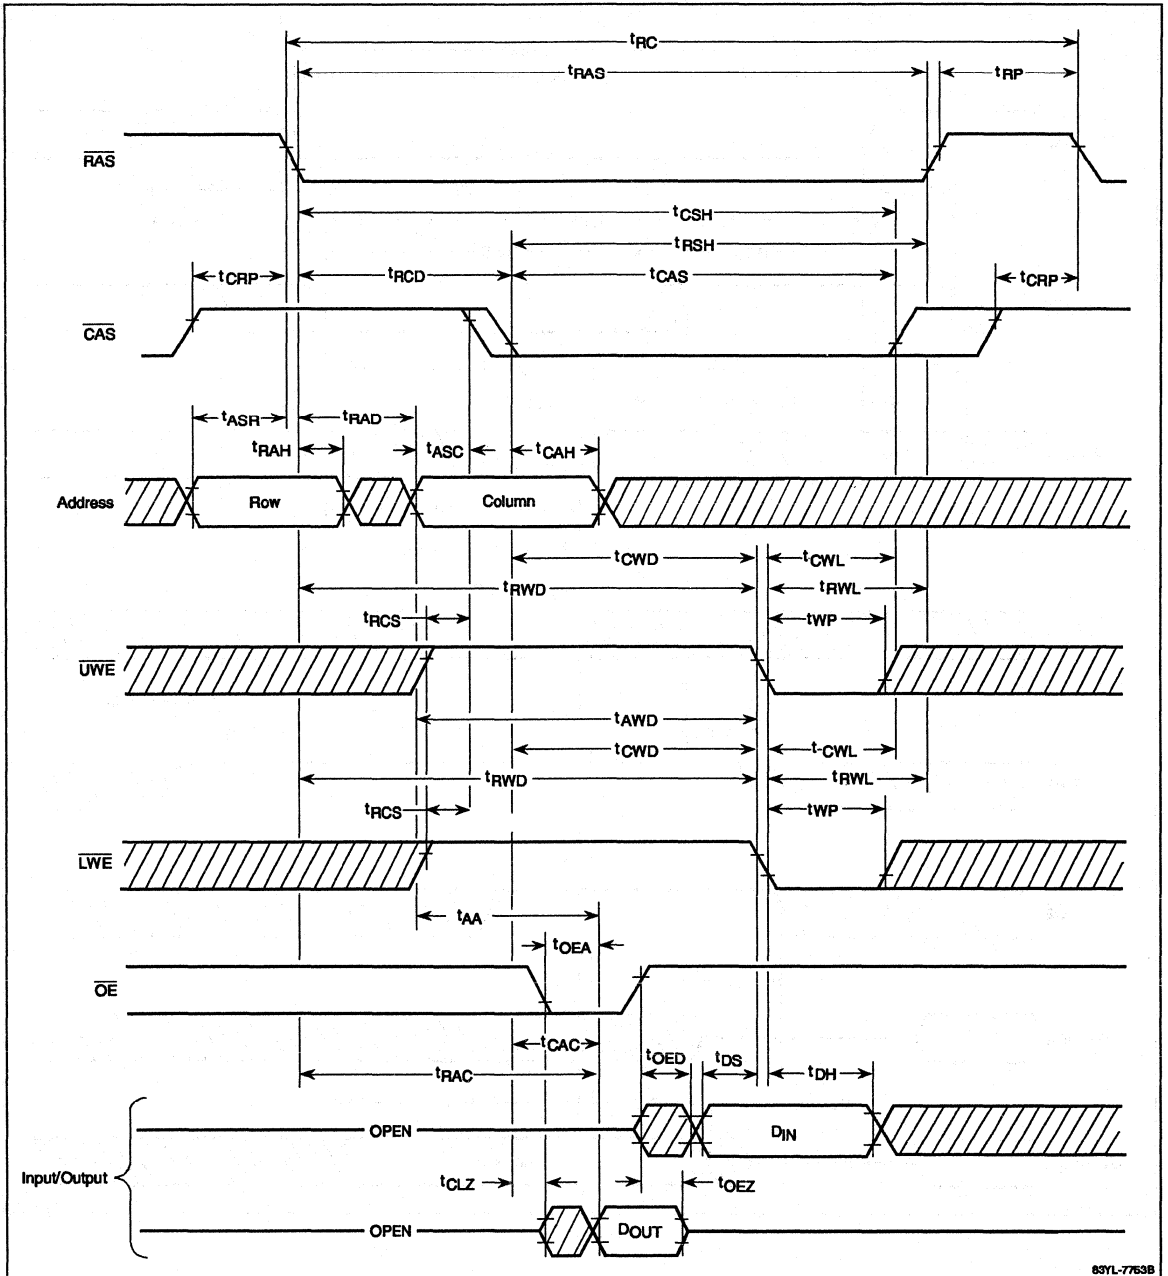 tRC
tRAS
tRP
RAS
tCSH
tRSH
tCRP
tRCD
tCAS
tCRP
CAS
tASR
tRAD
tRAH
tASC
tCAH
Address
Row
Column
tCWD
tCWL
tRWD
tRWL
tRCS
tWP
UWE
tAWD
tCWD
t-CWL
tRWD
tRWL
tRCS
tWP
LWE
tAA
tOEA
OE
tCAC
tOED
tDS
tRAC
tDH
OPEN
DIN
Input/Output
tCLZ
tOEZ
OPEN
DOUT
83YL-7753B